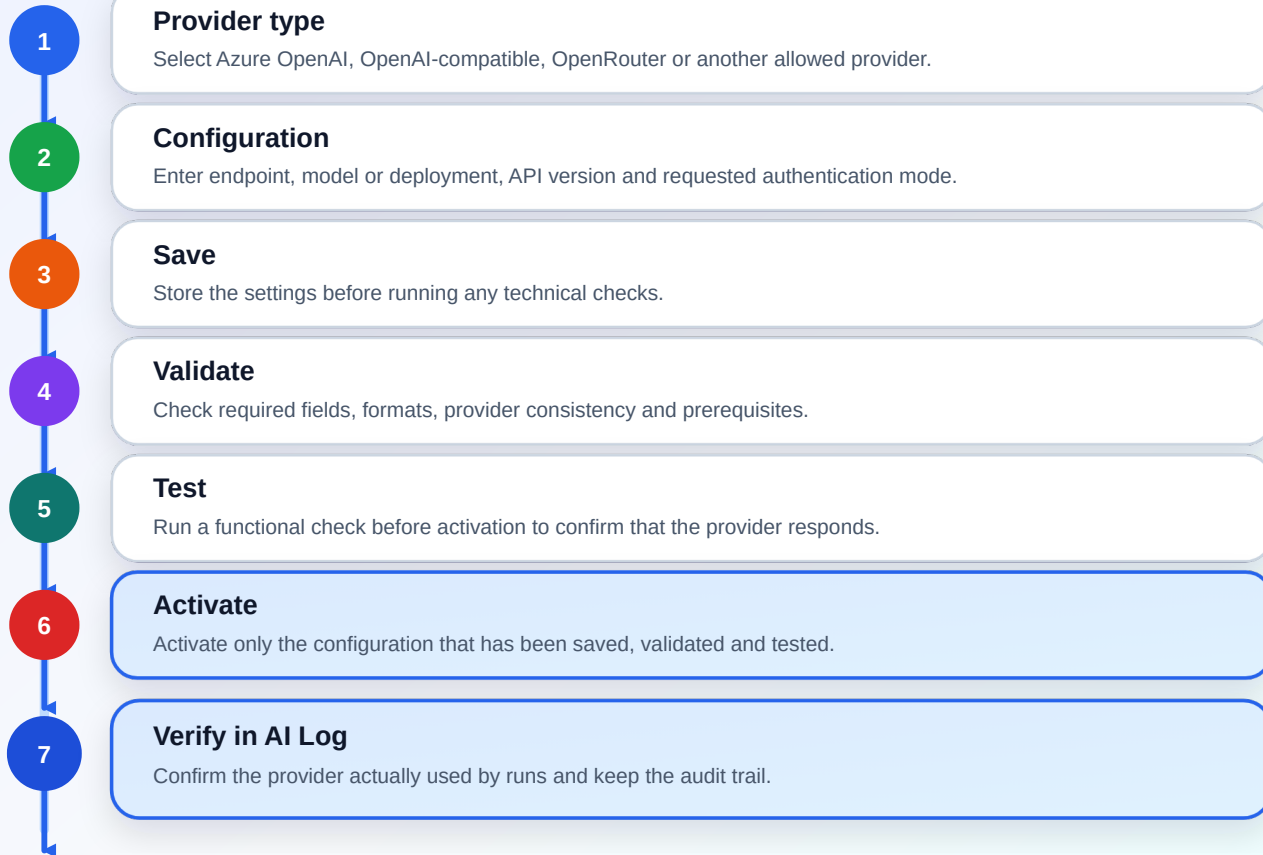 1
Provider type
Select Azure OpenAI, OpenAI-compatible, OpenRouter or another allowed provider.
2
Configuration
Enter endpoint, model or deployment, API version and requested authentication mode.
3
Save
Store the settings before running any technical checks.
4
Validate
Check required fields, formats, provider consistency and prerequisites.
5
Test
Run a functional check before activation to confirm that the provider responds.
6
Activate
Activate only the configuration that has been saved, validated and tested.
7
Verify in AI Log
Confirm the provider actually used by runs and keep the audit trail.